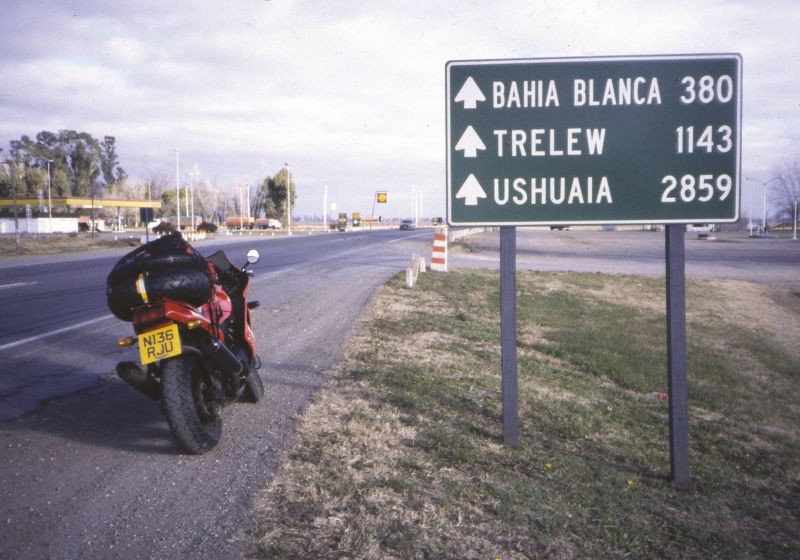 BAHIA BLANCA 380
TRELEW 1143
USHUAIA 2859
N136
RJU